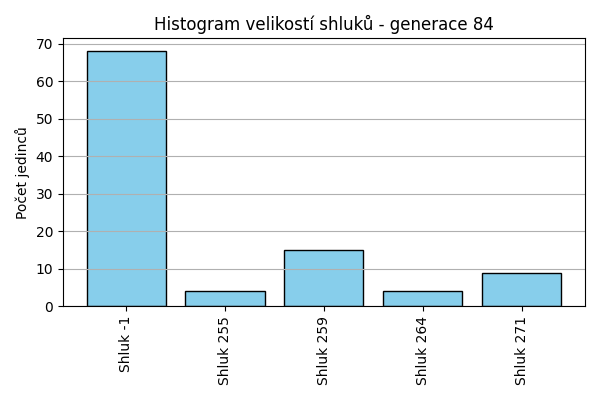 Histogram velikostí shluků - generace 84
Počet jedinců
70
60
50
40
30
20
10
0
Shluk -1
Shluk 255
Shluk 259
Shluk 264
Shluk 271